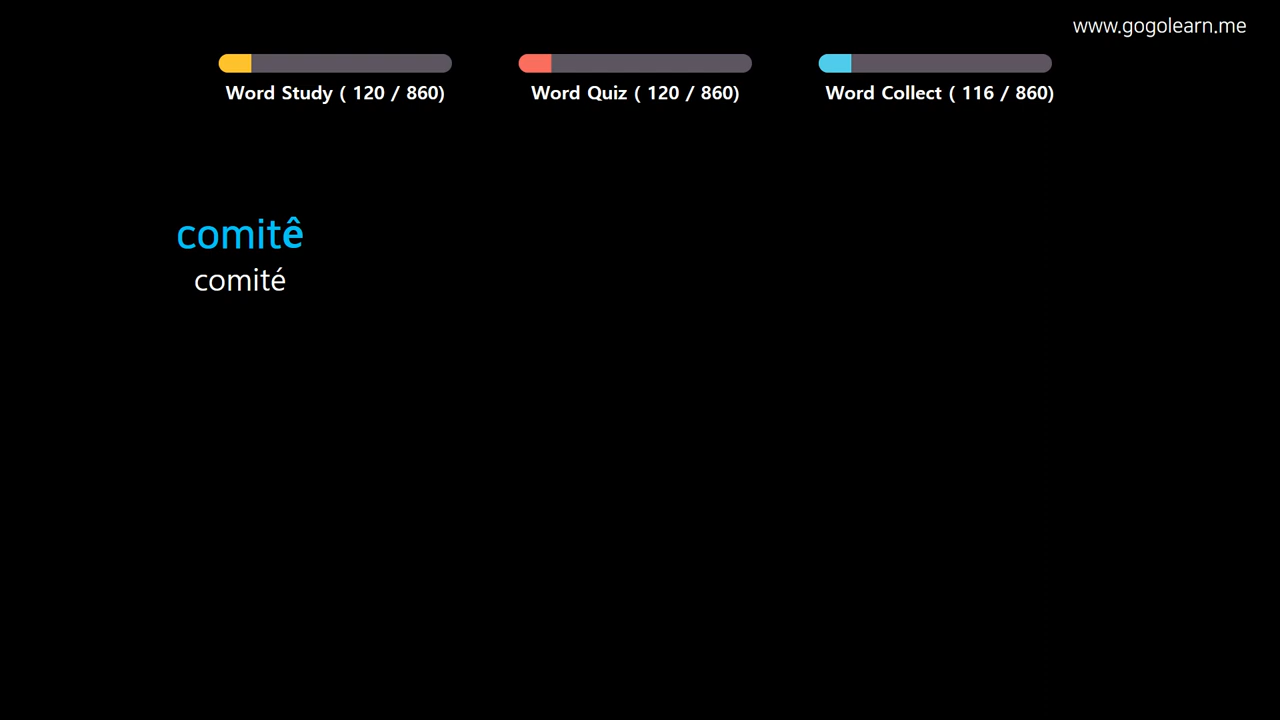 www.gogolearn.me
Word Study ( 120 / 860)
Word Quiz ( 120 / 860)
Word Collect ( 116 / 860)
comitê
comité